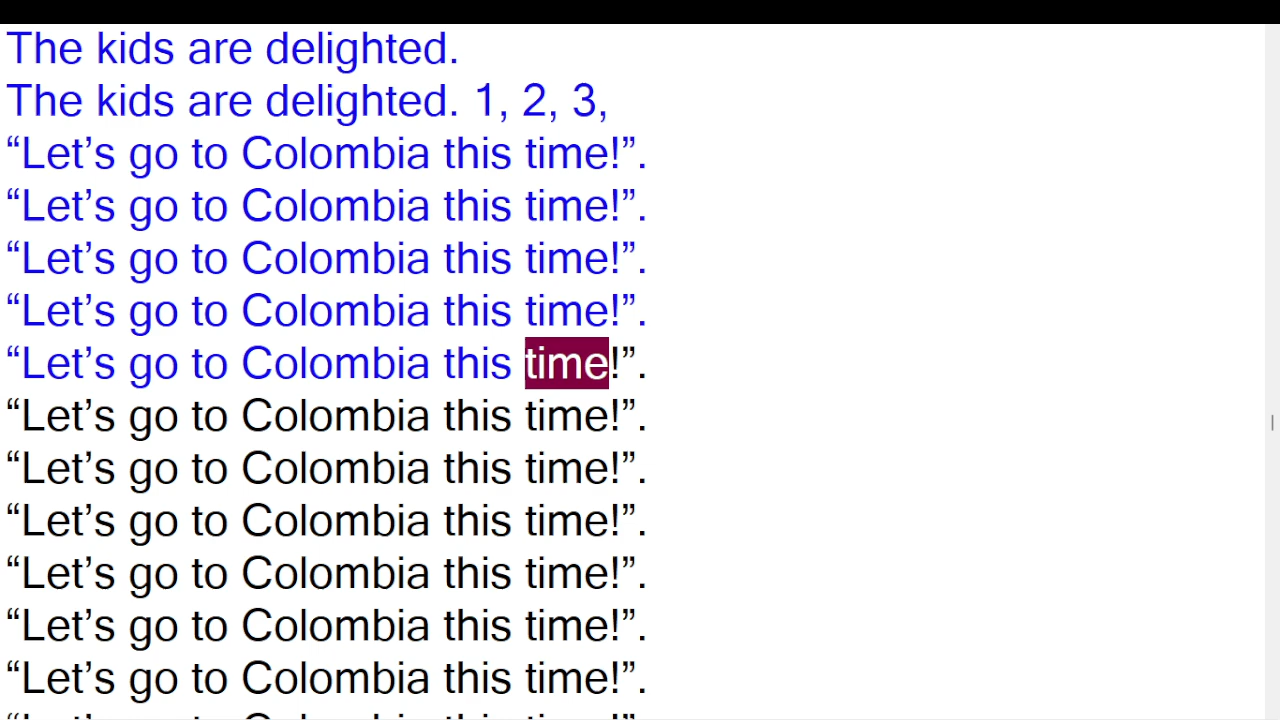 The kids are delighted.
The kids are delighted. 1, 2, 3,
“Let’s go to Colombia this time!”.
“Let’s go to Colombia this time!”.
“Let’s go to Colombia this time!”.
“Let’s go to Colombia this time!”.
“Let’s go to Colombia this time!”.
“Let’s go to Colombia this time!”.
“Let’s go to Colombia this time!”.
“Let’s go to Colombia this time!”.
“Let’s go to Colombia this time!”.
“Let’s go to Colombia this time!”.
“Let’s go to Colombia this time!”.